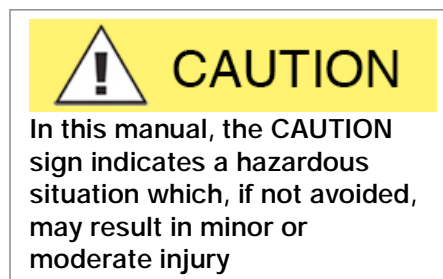 CAUTION
In this manual, the CAUTION
sign indicates a hazardous
situation which, if not avoided,
may result in minor or
moderate injury